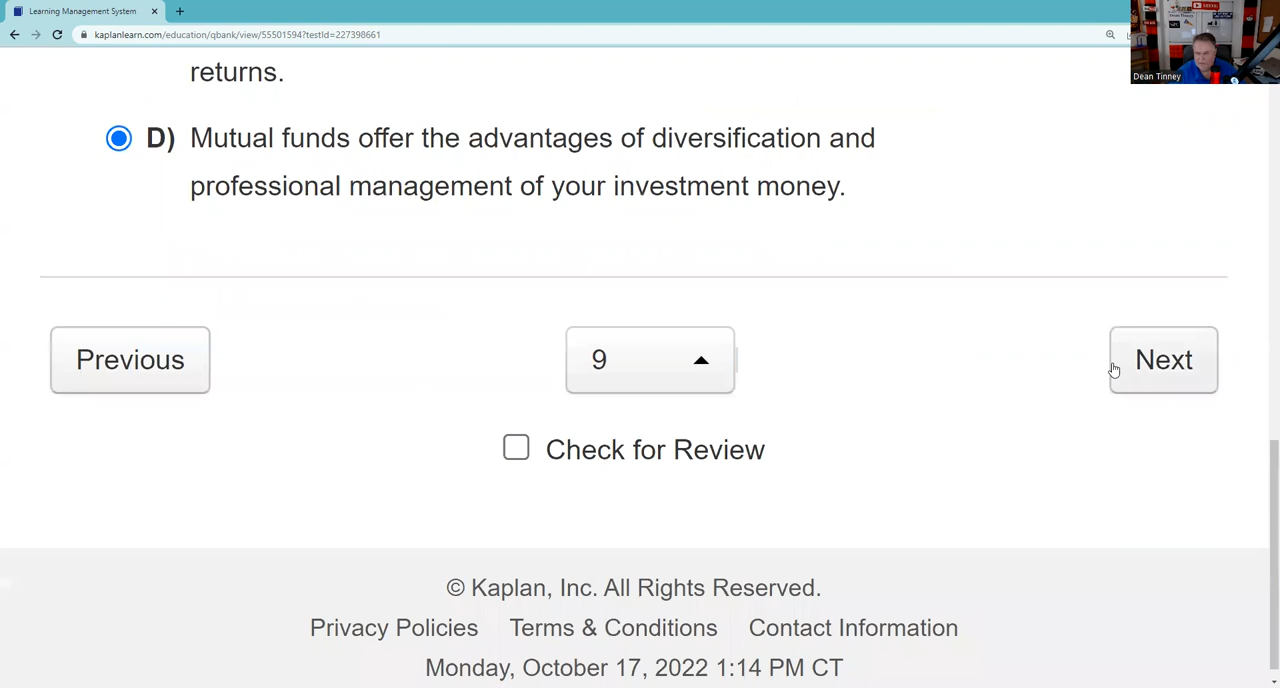 Learning Management System
kaplanlearn.com/education/qbank/view/55501594?testId=227398661
Dean Tinney
returns.
D) Mutual funds offer the advantages of diversification and
professional management of your investment money.
Previous
9
Next
Check for Review
© Kaplan, Inc. All Rights Reserved.
Privacy Policies Terms & Conditions Contact Information
Monday, October 17, 2022 1:14 PM CT